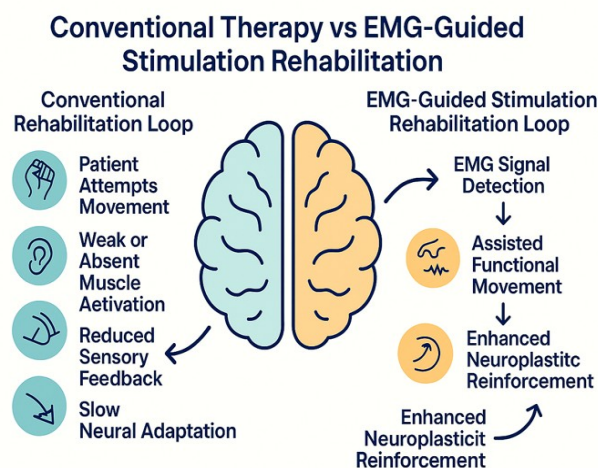 Conventional Therapy vs EMG-Guided
Stimulation Rehabilitation
Conventional
Rehabilitation Loop
Patient
Attempts
Movement
Weak or
Absent
Muscle
Aetivation
Reduced
Sensory
Feedback
Slow
Neural Adaptation
EMG-Guided Stimulation
Rehabilitation Loop
EMG Signal
Detection
Assisted
Functional
Movement
Enhanced
Neuroplastitc
Reinforcement
Enhanced
Neuroplasticit
Reinforcement